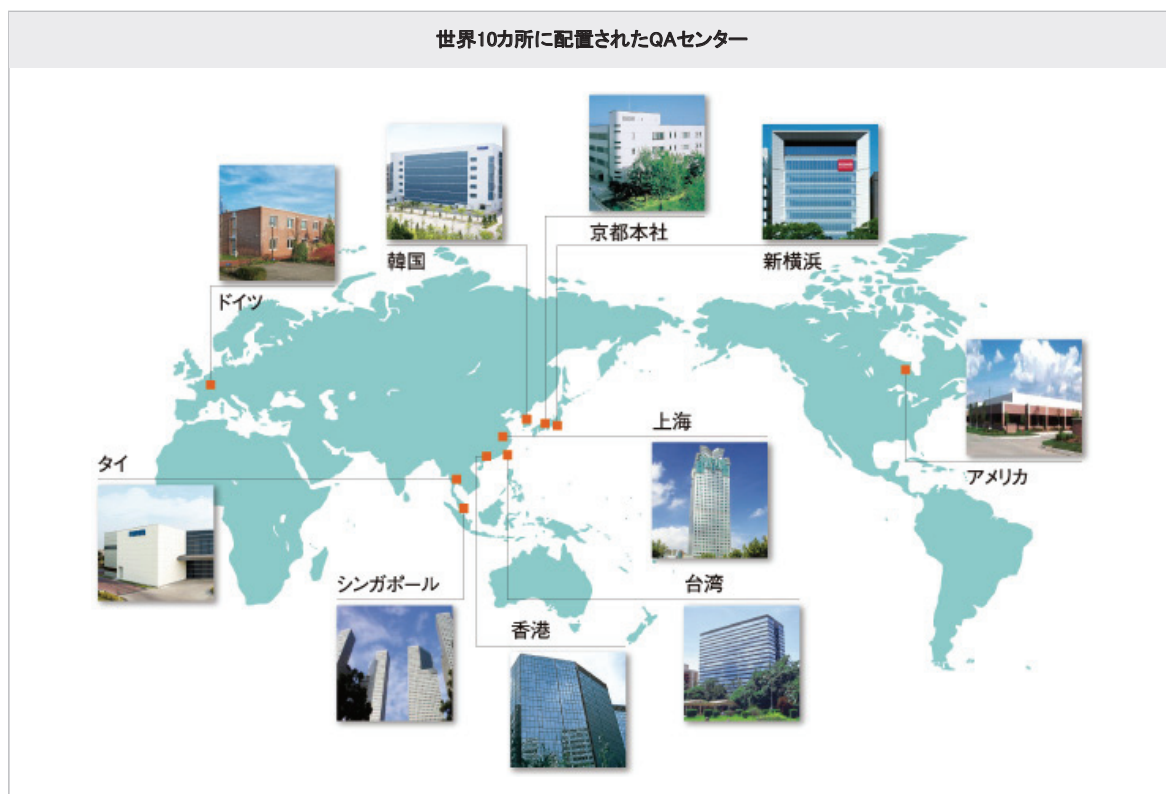 世界10カ所に配置されたQAセンター
京都本社
韓国
新横浜
ドイツ
上海
タイ
アメリカ
シンガポール
台湾
香港